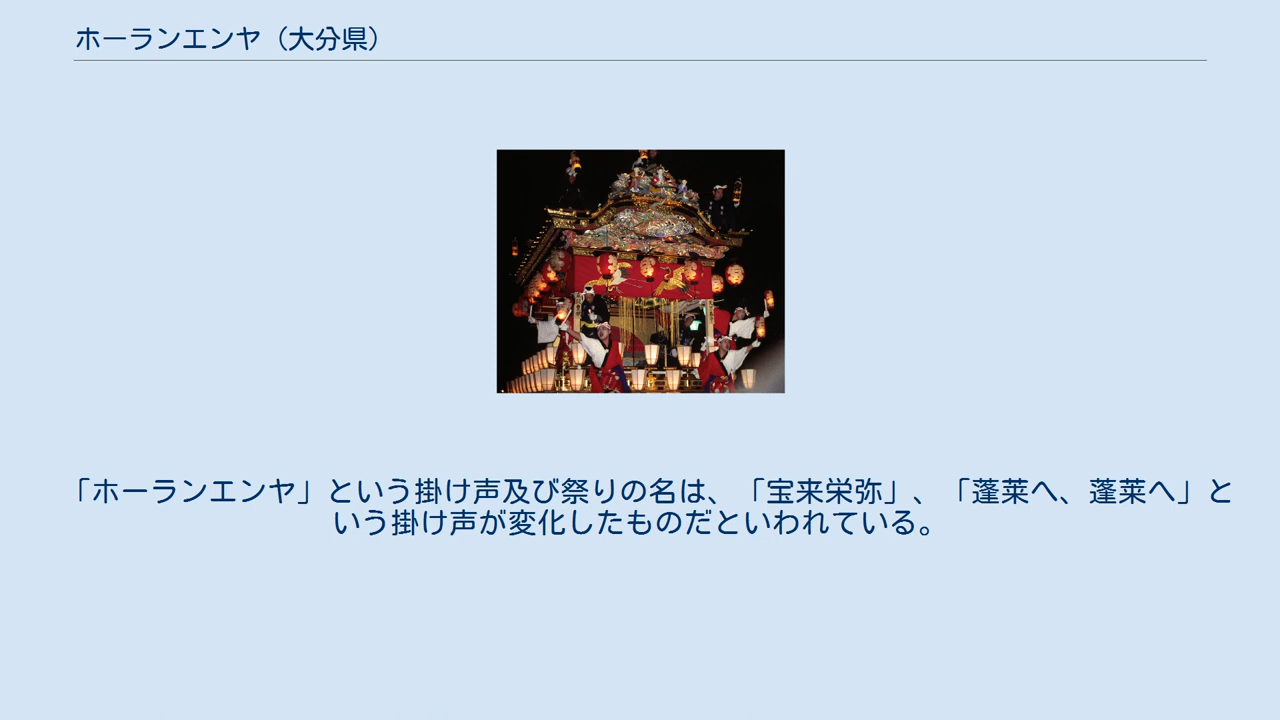 ホーランエンヤ（大分県）
「ホーランエンヤ」という掛け声及び祭りの名は、「宝来栄弥」、「蓬莱へ、蓬莱へ」と
いう掛け声が変化したものだといわれている。